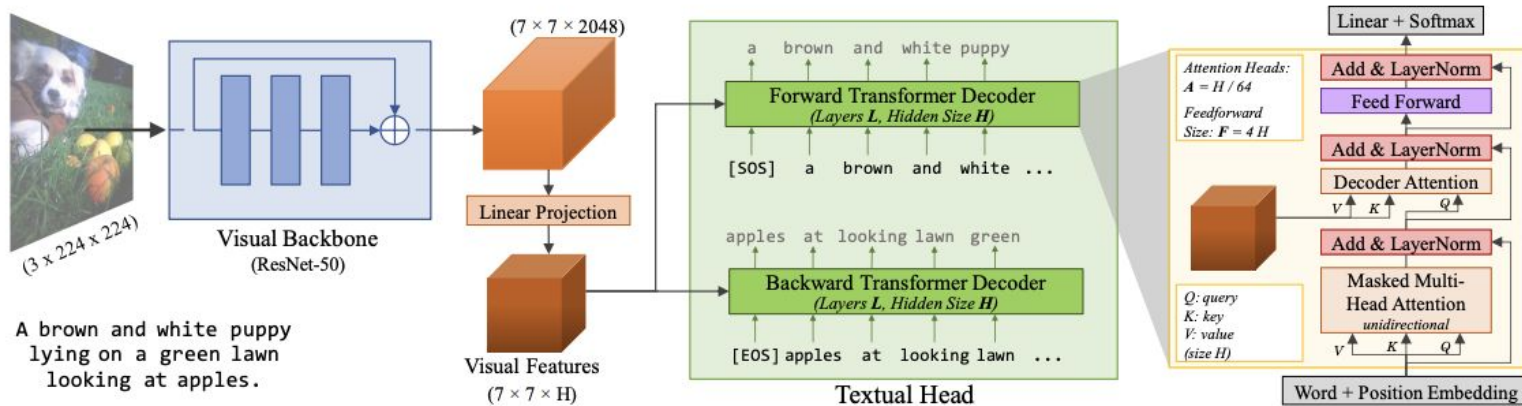 (3 x 224 x 224)
A brown and white puppy
lying on a green lawn
looking at apples.
Visual Backbone
(ResNet-50)
(7 × 7 × 2048)
Linear Projection
Visual Features
(7 × 7 × H)
a brown and white puppy
Forward Transformer Decoder
(Layers L, Hidden Size H)
[SOS] a brown and white ...
apples at looking lawn green
Backward Transformer Decoder
(Layers L, Hidden Size H)
[EOS] apples at looking lawn ...
Textual Head
Linear + Softmax
Attention Heads:
A = H / 64
Feedforward
Size: F = 4 H
Add & LayerNorm
Feed Forward
Add & LayerNorm
Decoder Attention
V K Q
Add & LayerNorm
Masked Multi-
Head Attention
unidirectional
V K Q
Q: query
K: key
V: value
(size H)
Word + Position Embedding